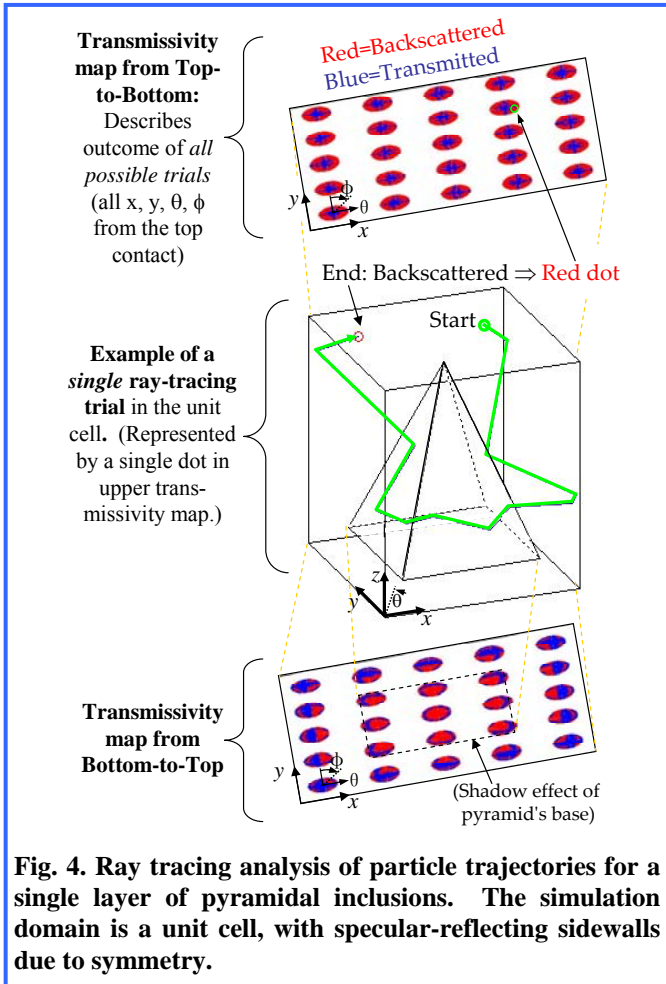 Transmissivity
map from Top-
to-Bottom:
Describes
outcome of all
possible trials
(all x, y, θ, ϕ
from the top
contact)
Red=Backscattered
Blue=Transmitted
y
ϕ
θ
x
End: Backscattered ⇒ Red dot
Start
Example of a
single ray-tracing
trial in the unit
cell. (Represented
by a single dot in
upper trans-
missivity map.)
z
y
θ
x
Transmissivity
map from
Bottom-to-Top
y
ϕ
θ
x
(Shadow effect of
pyramid's base)
Fig. 4. Ray tracing analysis of particle trajectories for a
single layer of pyramidal inclusions. The simulation
domain is a unit cell, with specular-reflecting sidewalls
due to symmetry.